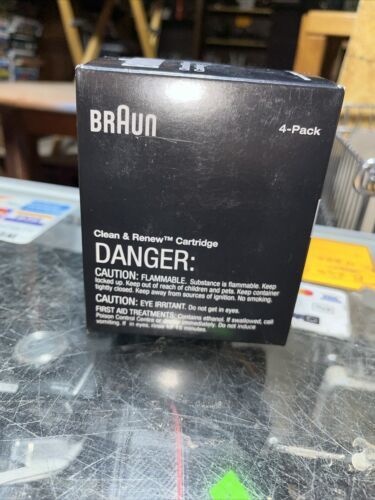 BRAUN
4-Pack
Clean & Renew™ Cartridge
DANGER:
CAUTION: FLAMMABLE. Substance is flammable. Keep
locked up. Keep out of reach of children and pets. Keep container
tightly closed. Keep away from sources of ignition. No smoking.
CAUTION: EYE IRRITANT. Do not get in eyes.
FIRST AID TREATMENTS: Contains ethanol. If swallowed, call
Poison Control Centre or doctor immediately. Do not induce
vomiting. If in eyes, rinse for 15 minutes.